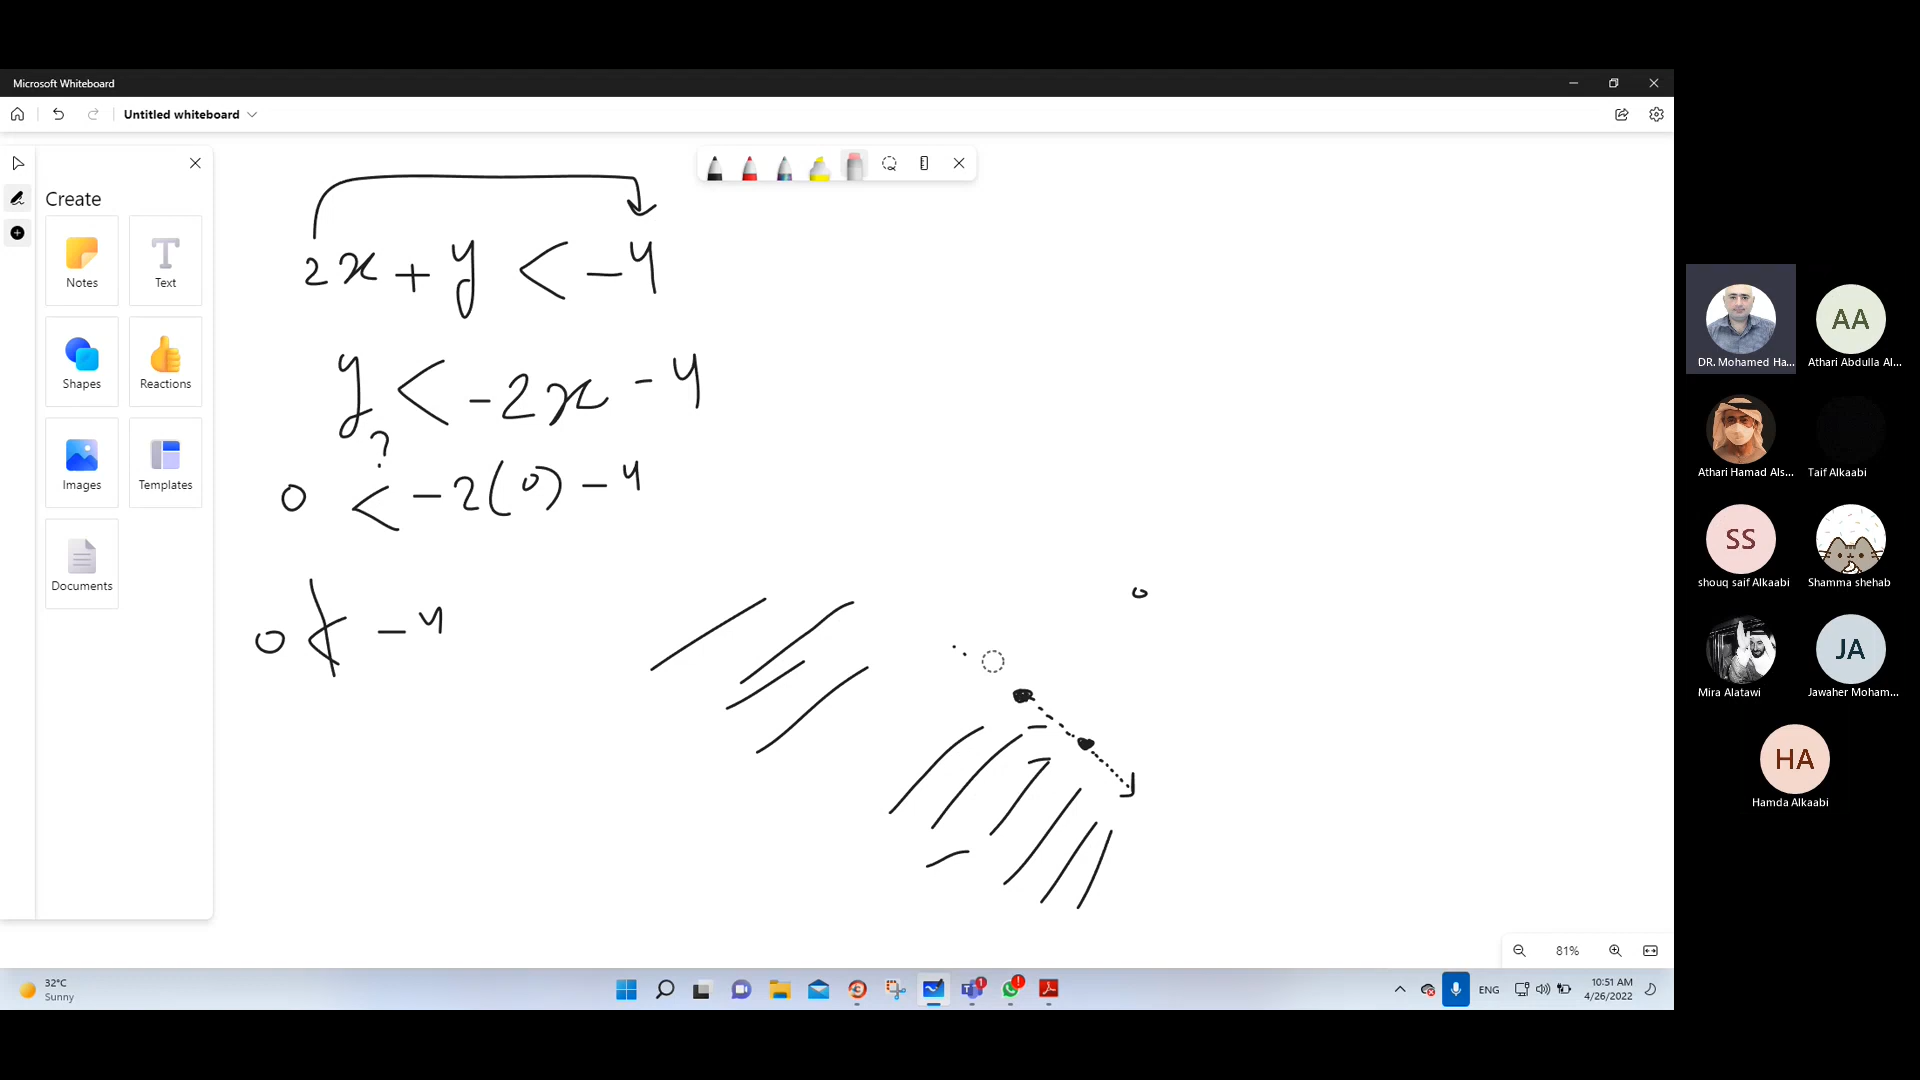 Microsoft Whiteboard
Untitled whiteboard
Create
Notes
Text
Shapes
Reactions
Images
Templates
Documents
2x + y < -4
y < -2x - 4
?
0 < -2(0) - 4
0 ≮ -4
81%
DR. Mohamed Ha...
AA
Athari Abdulla Al...
Athari Hamad Als...
Taif Alkaabi
SS
shouq saif Alkaabi
Shamma shehab
Mira Alatawi
JA
Jawaher Moham...
HA
Hamda Alkaabi
32°C
Sunny
1
!
ENG
10:51 AM
4/26/2022